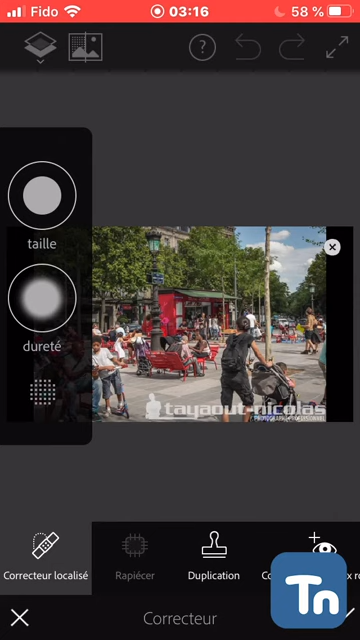 Fido 03:16 58 %
?
taille
dureté
tayaout-nicolas
Correcteur localisé Rapiécer Duplication
Tn
Correcteur